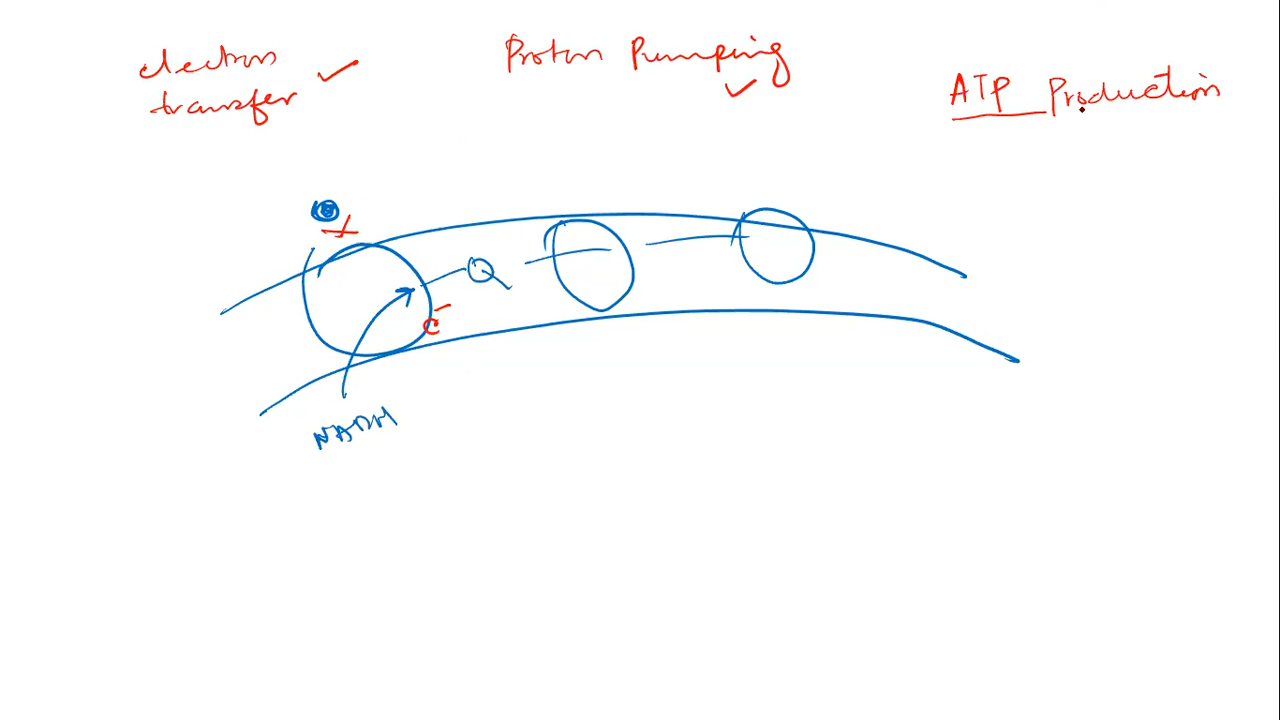 electron
transfer
Proton Pumping
ATP Production
Q
e-
NADH